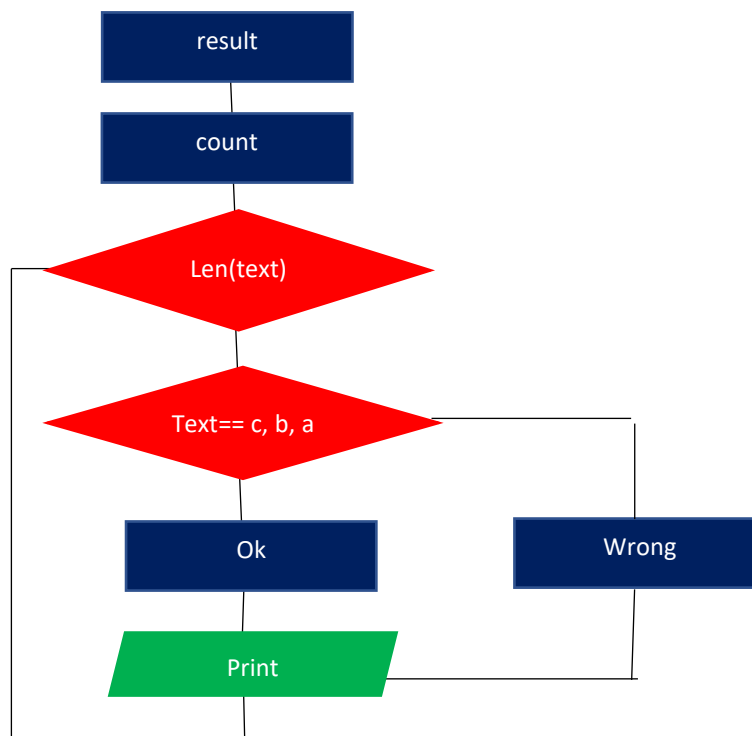 result
count
Len(text)
Text== c, b, a
Ok
Wrong
Print